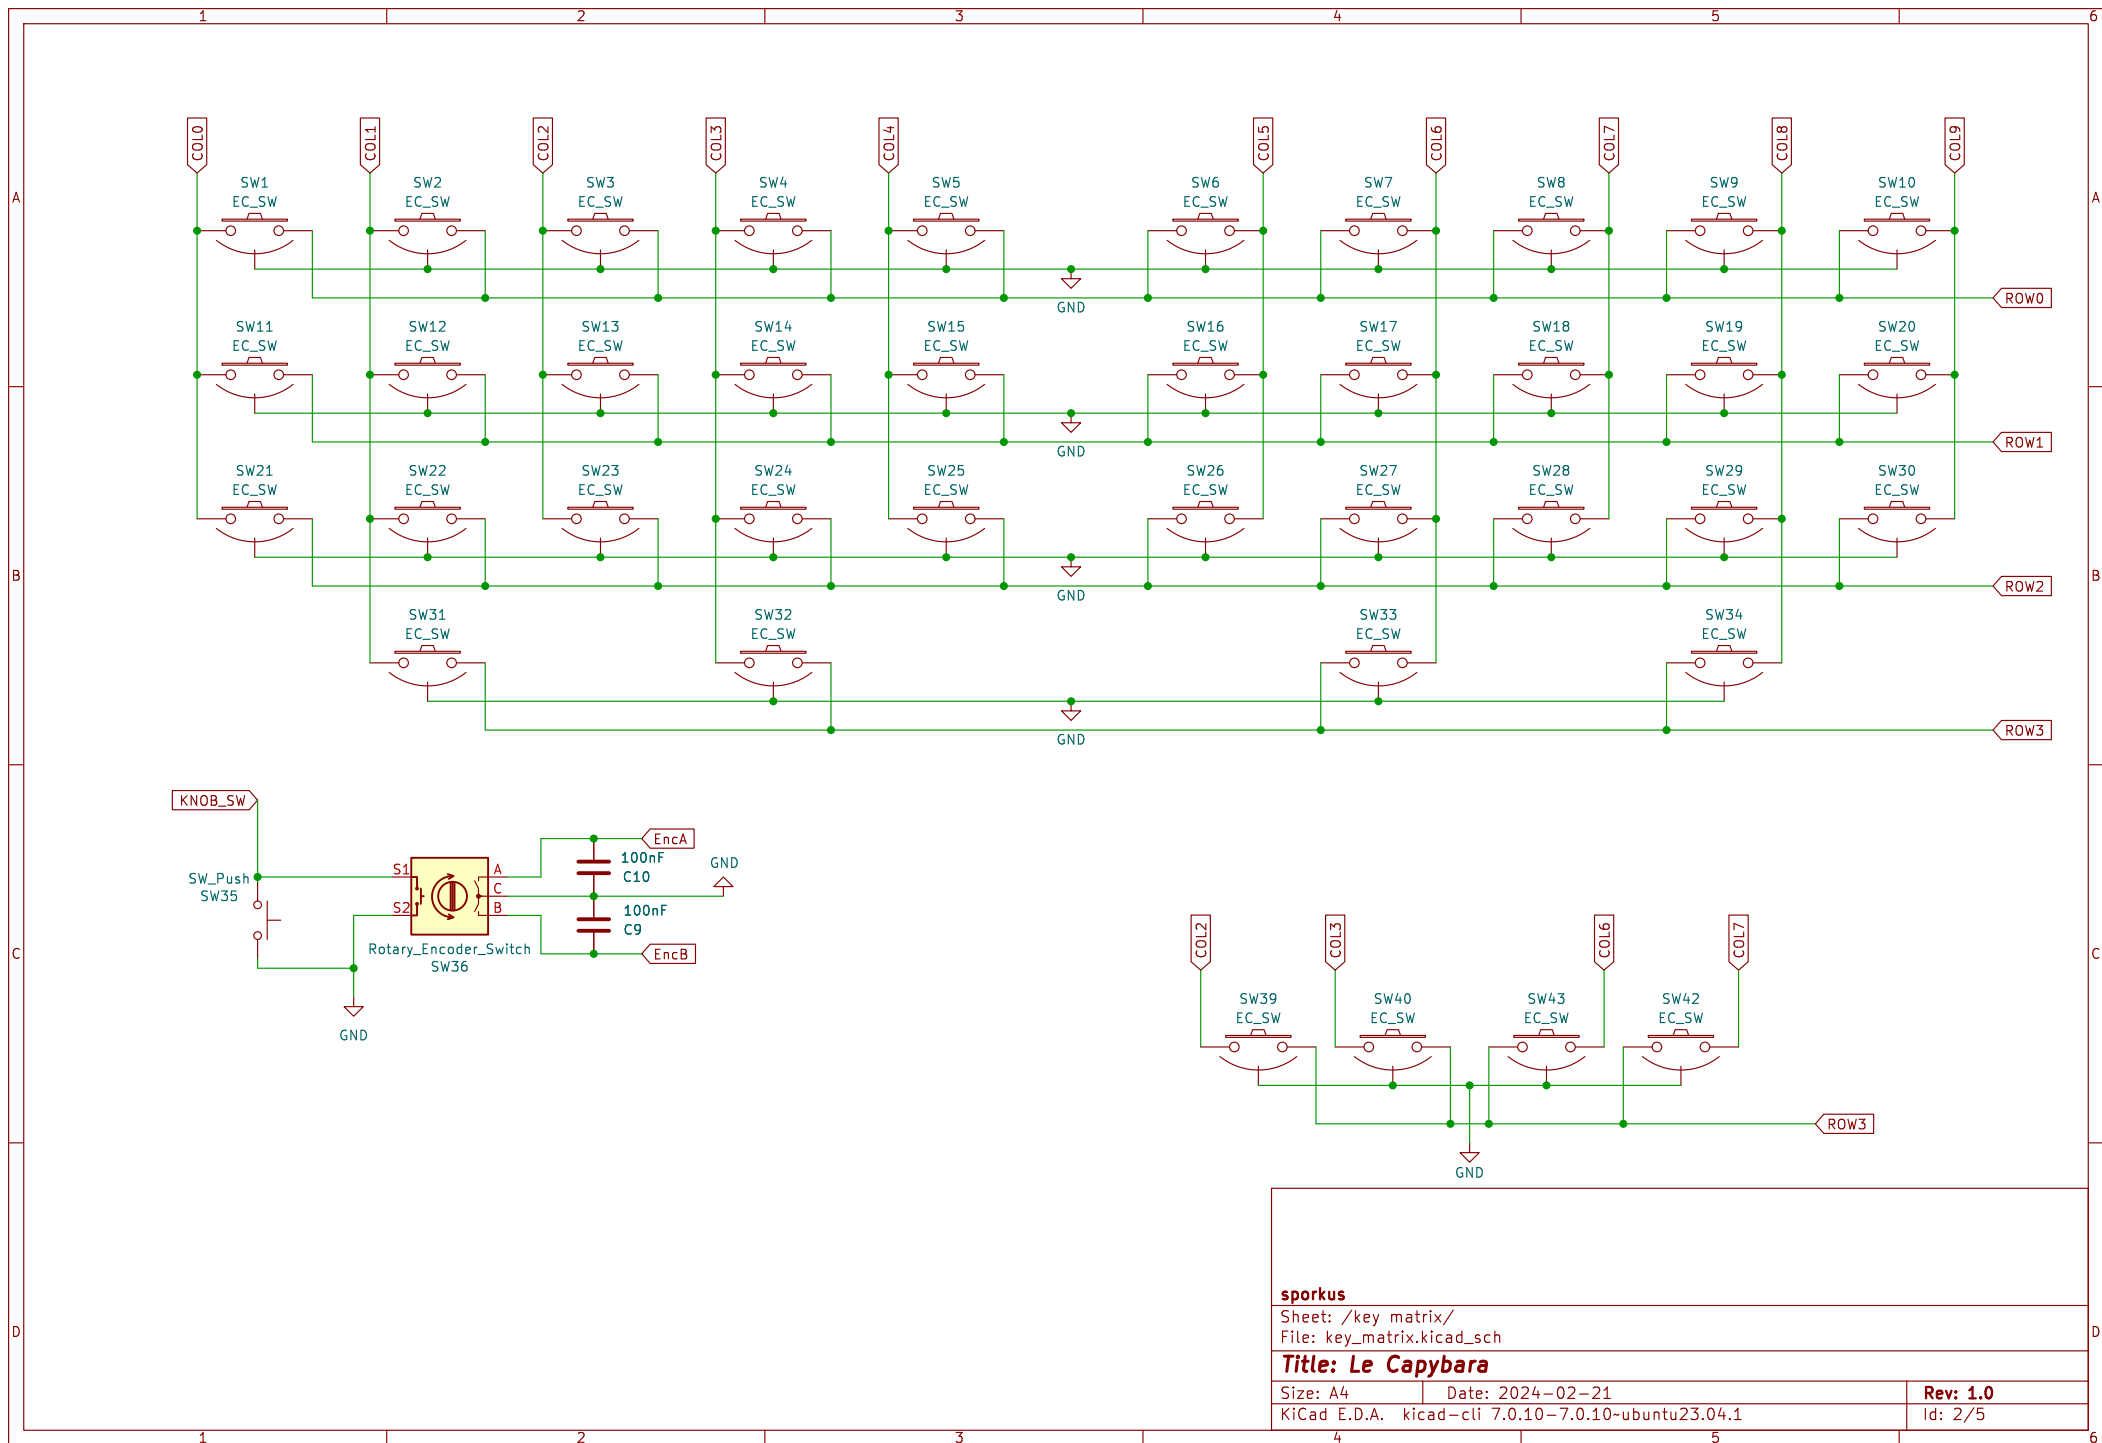 1 2 3 4 5 6
COL0 COL1 COL2 COL3 COL4 COL5 COL6 COL7 COL8 COL9
A A
SW1 SW2 SW3 SW4 SW5 SW6 SW7 SW8 SW9 SW10
EC_SW EC_SW EC_SW EC_SW EC_SW EC_SW EC_SW EC_SW EC_SW EC_SW
ROW0
GND
SW11 SW12 SW13 SW14 SW15 SW16 SW17 SW18 SW19 SW20
EC_SW EC_SW EC_SW EC_SW EC_SW EC_SW EC_SW EC_SW EC_SW EC_SW
ROW1
GND
SW21 SW22 SW23 SW24 SW25 SW26 SW27 SW28 SW29 SW30
EC_SW EC_SW EC_SW EC_SW EC_SW EC_SW EC_SW EC_SW EC_SW EC_SW
B B
ROW2
GND
SW31 SW32 SW33 SW34
EC_SW EC_SW EC_SW EC_SW
ROW3
GND
KNOB_SW
EncA
100nF
C10
GND
SW_Push
SW35
S1 A
C
S2 B
100nF
C9
Rotary_Encoder_Switch
SW36
EncB
GND
C C
COL2 COL3 COL6 COL7
SW39 SW40 SW43 SW42
EC_SW EC_SW EC_SW EC_SW
ROW3
GND
sporkus
Sheet: /key matrix/
File: key_matrix.kicad_sch
D D
Title: Le Capybara
Size: A4 Date: 2024-02-21 Rev: 1.0
KiCad E.D.A. kicad-cli 7.0.10-7.0.10~ubuntu23.04.1 Id: 2/5
1 2 3 4 5 6